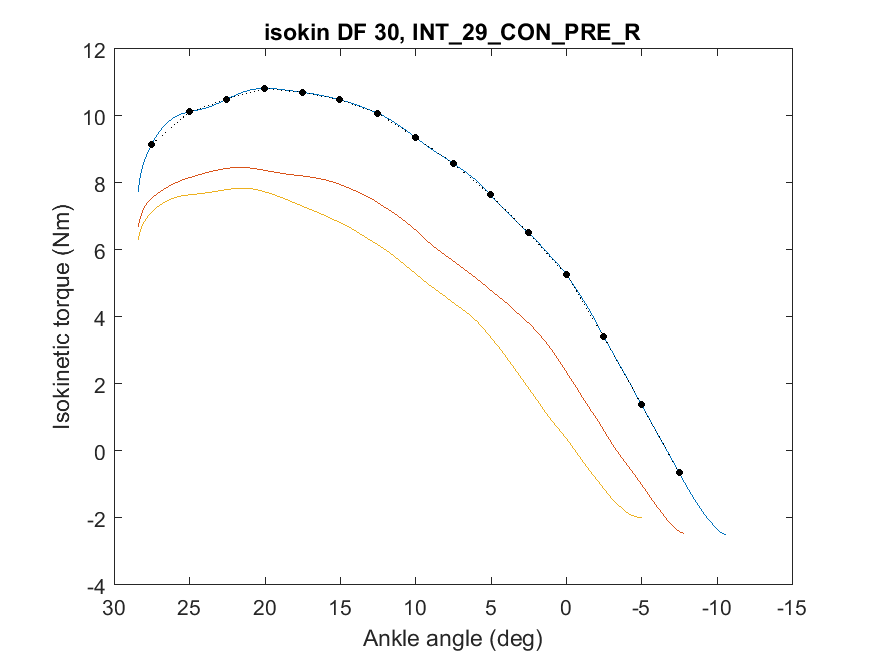 isokin DF 30, INT_29_CON_PRE_R
12
10
8
6
4
2
0
-2
-4
Isokinetic torque (Nm)
30 25 20 15 10 5 0 -5 -10 -15
Ankle angle (deg)